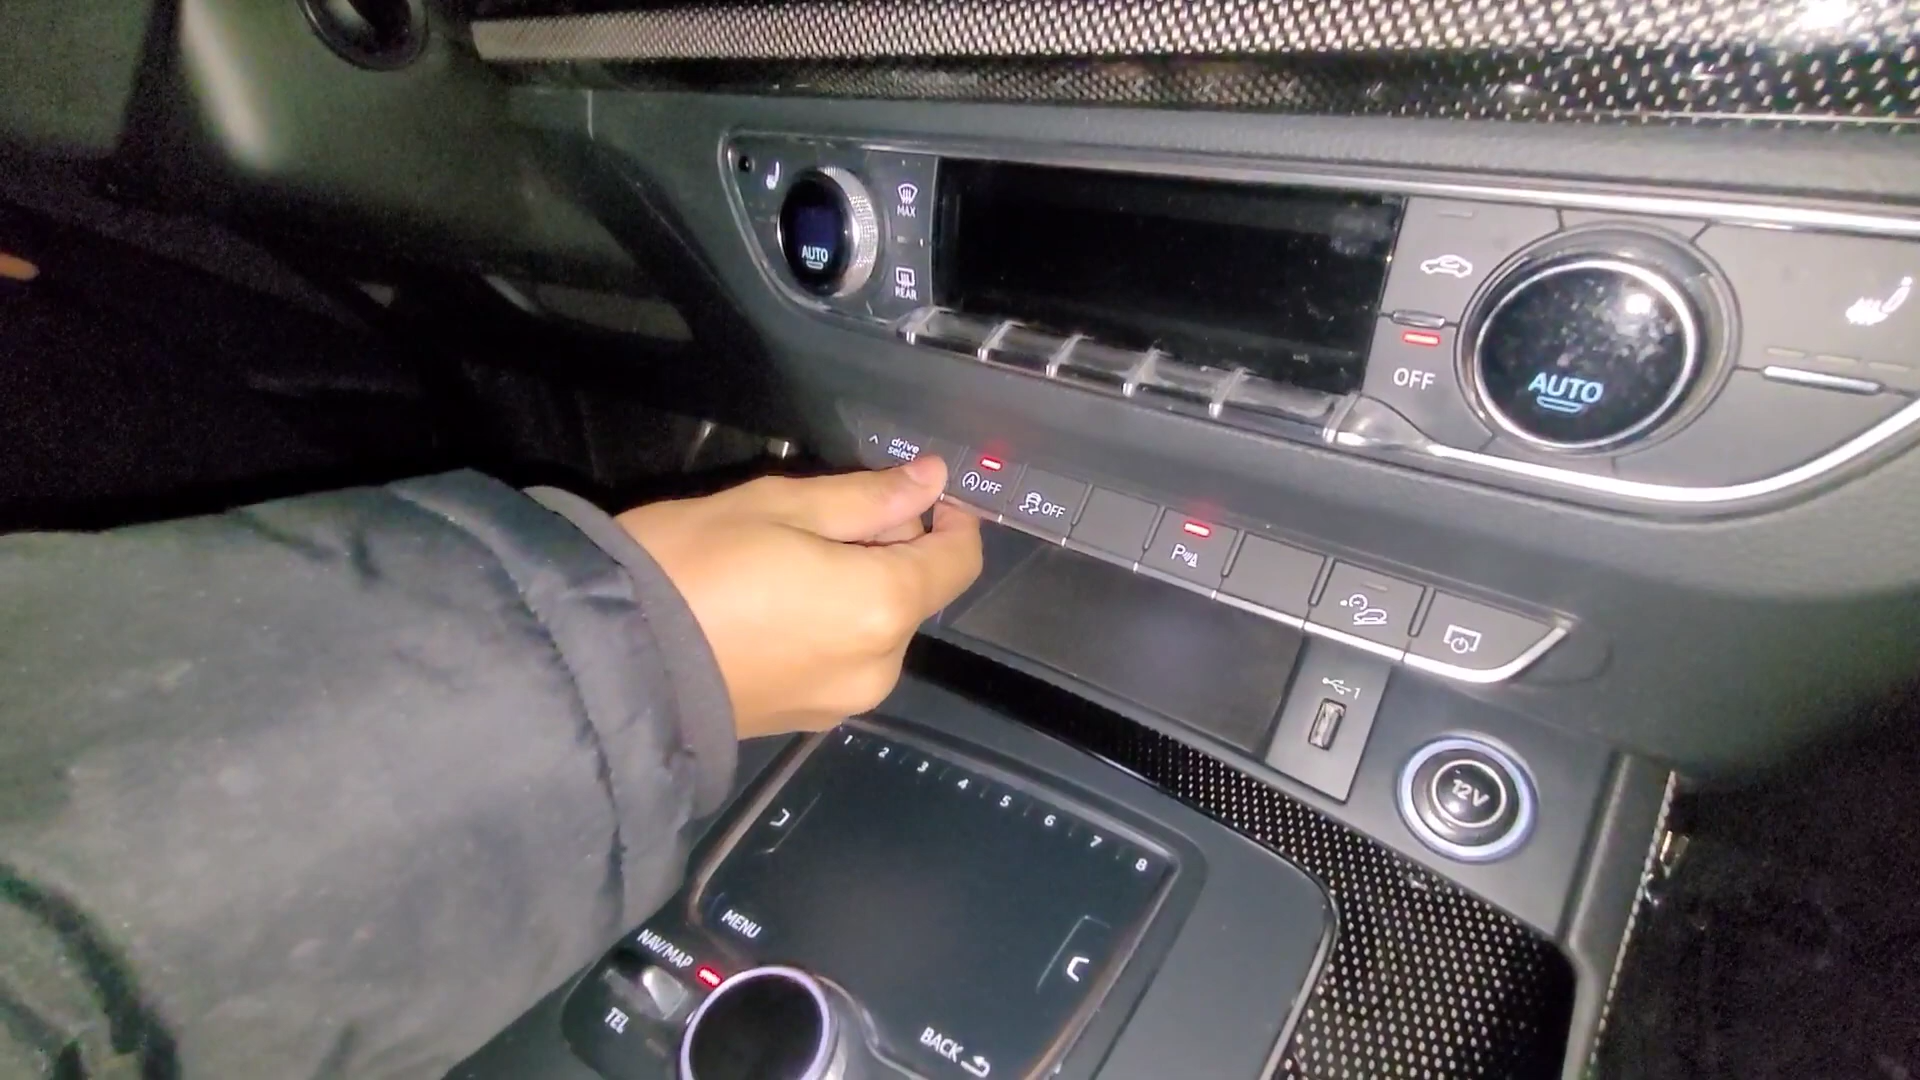 AUTO
MAX
REAR
OFF
AUTO
drive
select
A OFF
OFF
P
1
12V
1 2 3 4 5 6 7 8
MENU
NAV/MAP
TEL
BACK